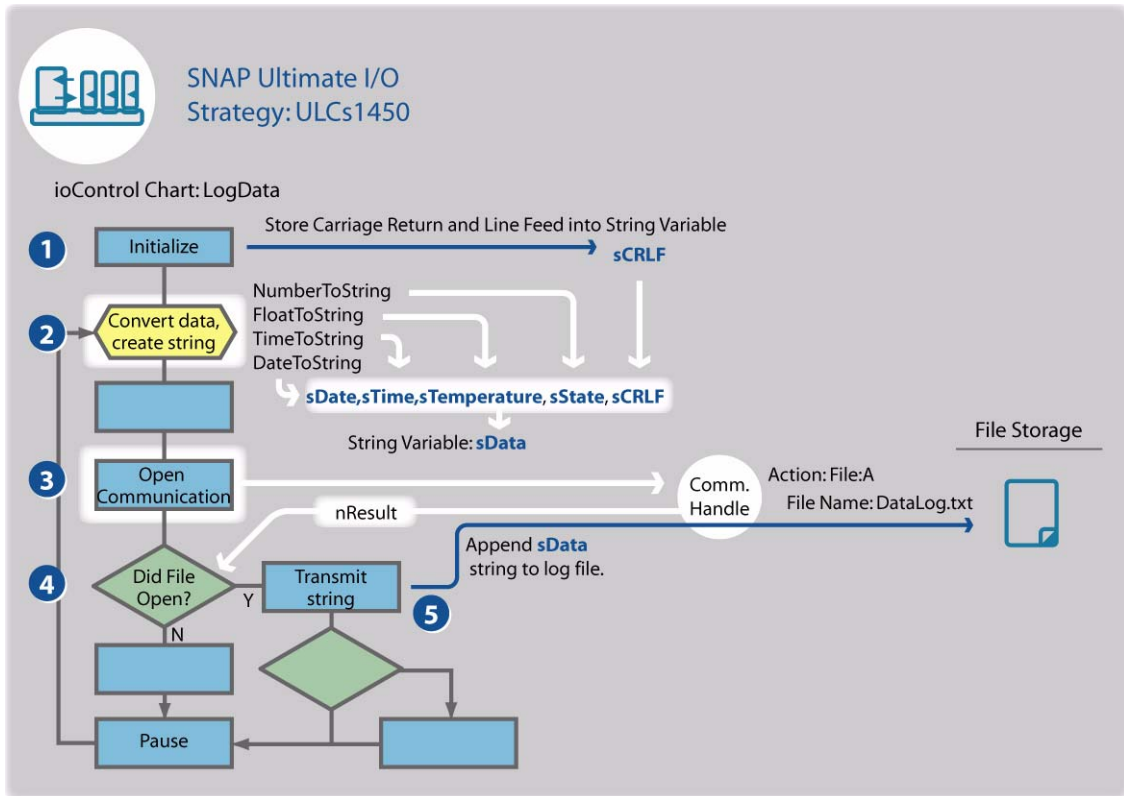 SNAP Ultimate I/O
Strategy: ULCs1450
ioControl Chart: LogData
1
Initialize
Store Carriage Return and Line Feed into String Variable
sCRLF
2
Convert data,
create string
NumberToString
FloatToString
TimeToString
DateToString
sDate,sTime,sTemperature, sState, sCRLF
String Variable: sData
File Storage
3
Open
Communication
Comm.
Handle
Action: File:A
File Name: DataLog.txt
nResult
Append sData
string to log file.
4
Did File
Open?
Y
N
Transmit
string
5
Pause